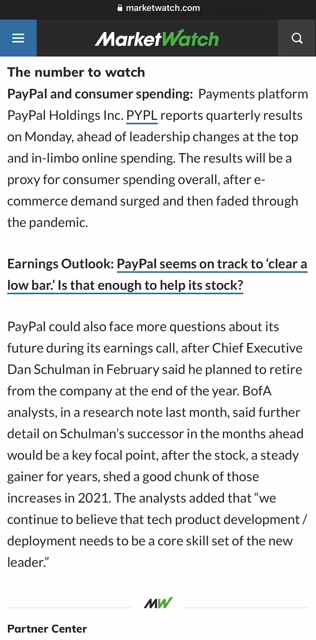 marketwatch.com
MarketWatch
The number to watch
PayPal and consumer spending: Payments platform
PayPal Holdings Inc. PYPL reports quarterly results
on Monday, ahead of leadership changes at the top
and in-limbo online spending. The results will be a
proxy for consumer spending overall, after e-
commerce demand surged and then faded through
the pandemic.
Earnings Outlook: PayPal seems on track to ‘clear a
low bar.’ Is that enough to help its stock?
PayPal could also face more questions about its
future during its earnings call, after Chief Executive
Dan Schulman in February said he planned to retire
from the company at the end of the year. BofA
analysts, in a research note last month, said further
detail on Schulman’s successor in the months ahead
would be a key focal point, after the stock, a steady
gainer for years, shed a good chunk of those
increases in 2021. The analysts added that “we
continue to believe that tech product development /
deployment needs to be a core skill set of the new
leader.”
MW
Partner Center